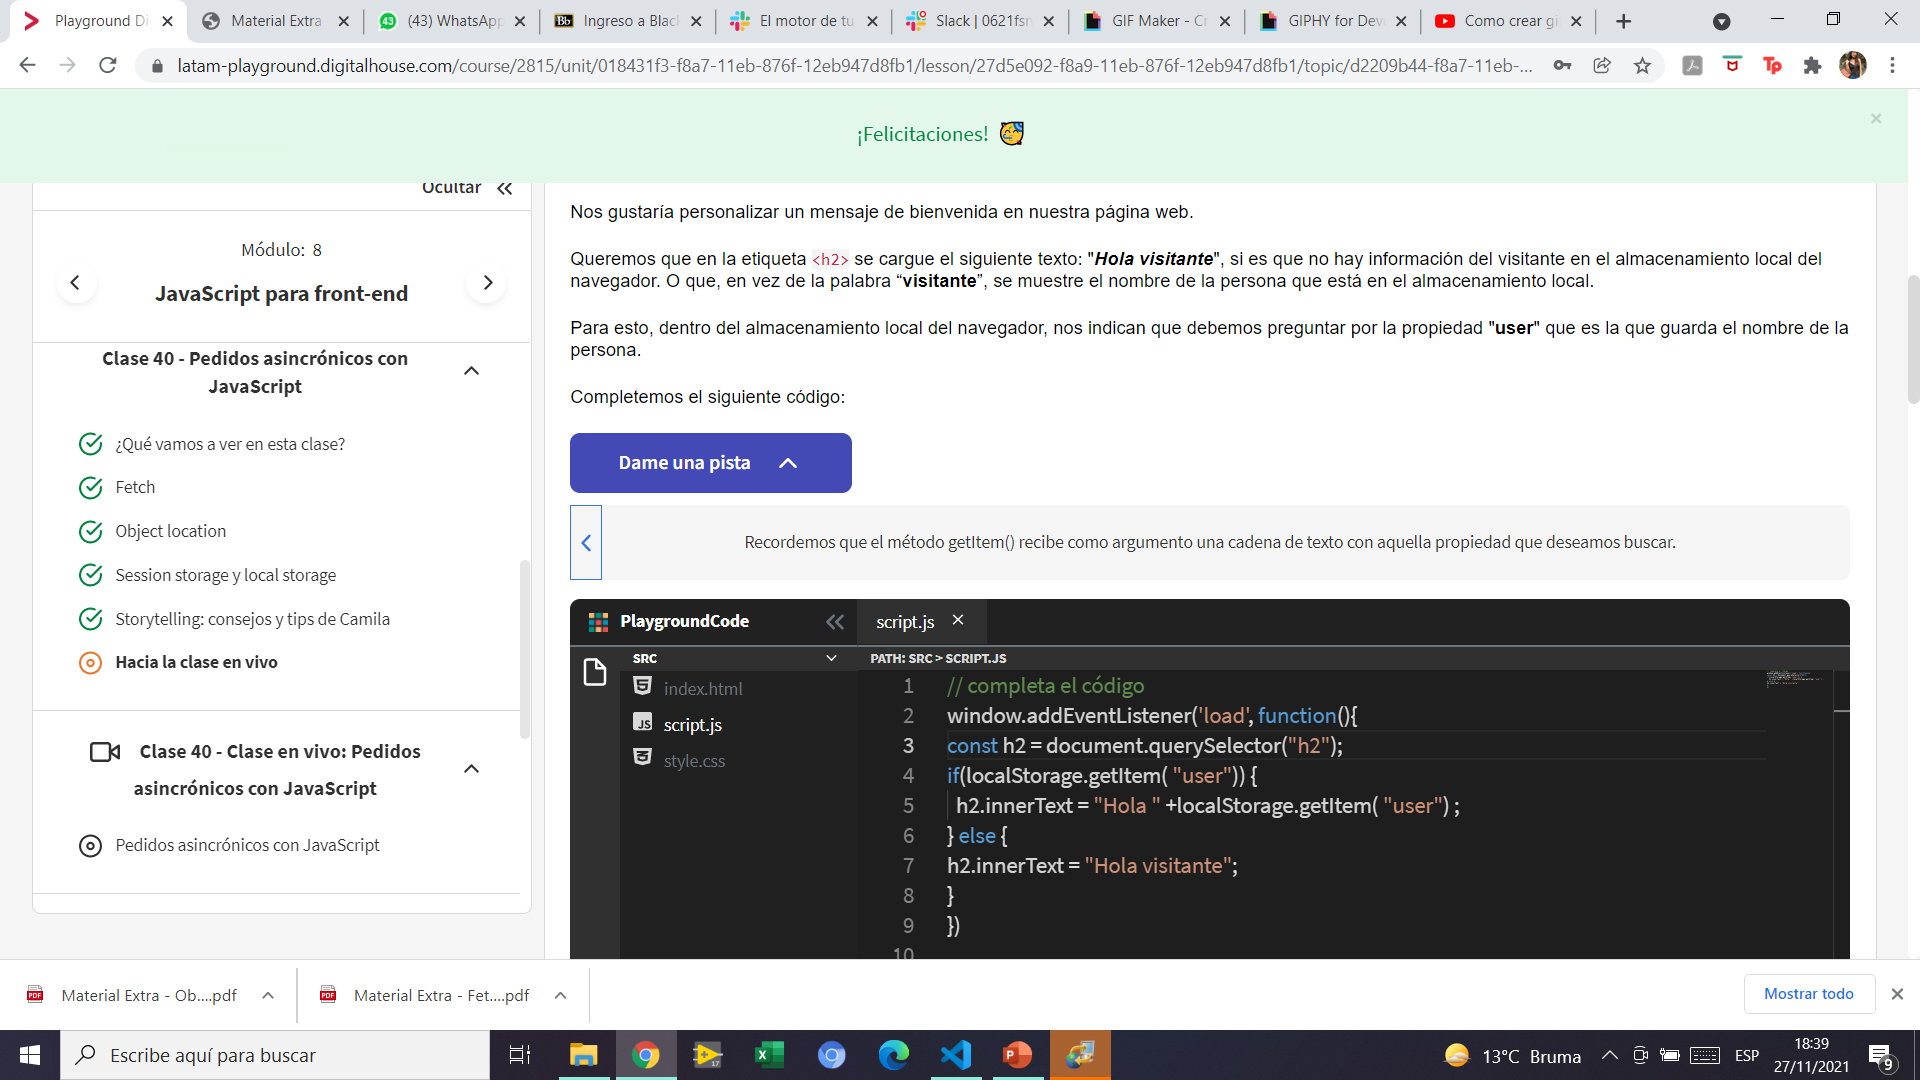 Playground Di
Material Extra
(43) WhatsApp
Ingreso a Blac
El motor de tu
Slack | 0621fsn
GIF Maker - Cr
GIPHY for Dev
Como crear gi
latam-playground.digitalhouse.com/course/2815/unit/018431f3-f8a7-11eb-876f-12eb947d8fb1/lesson/27d5e092-f8a9-11eb-876f-12eb947d8fb1/topic/d2209b44-f8a7-11eb-...
¡Felicitaciones!
Ocultar
Módulo: 8
JavaScript para front-end
Clase 40 - Pedidos asincrónicos con
JavaScript
¿Qué vamos a ver en esta clase?
Fetch
Object location
Session storage y local storage
Storytelling: consejos y tips de Camila
Hacia la clase en vivo
Clase 40 - Clase en vivo: Pedidos
asincrónicos con JavaScript
Pedidos asincrónicos con JavaScript
Nos gustaría personalizar un mensaje de bienvenida en nuestra página web.
Queremos que en la etiqueta <h2> se cargue el siguiente texto: "Hola visitante", si es que no hay información del visitante en el almacenamiento local del
navegador. O que, en vez de la palabra “visitante”, se muestre el nombre de la persona que está en el almacenamiento local.
Para esto, dentro del almacenamiento local del navegador, nos indican que debemos preguntar por la propiedad "user" que es la que guarda el nombre de la
persona.
Completemos el siguiente código:
Dame una pista
Recordemos que el método getItem() recibe como argumento una cadena de texto con aquella propiedad que deseamos buscar.
PlaygroundCode
script.js
SRC
PATH: SRC > SCRIPT.JS
index.html
script.js
style.css
1 // completa el código
2 window.addEventListener('load', function(){
3 const h2 = document.querySelector("h2");
4 if(localStorage.getItem( "user")) {
5 h2.innerText = "Hola " +localStorage.getItem( "user") ;
6 } else {
7 h2.innerText = "Hola visitante";
8 }
9 })
10
Material Extra - Ob....pdf
Material Extra - Fet....pdf
Mostrar todo
Escribe aquí para buscar
13°C Bruma
ESP
18:39
27/11/2021
9